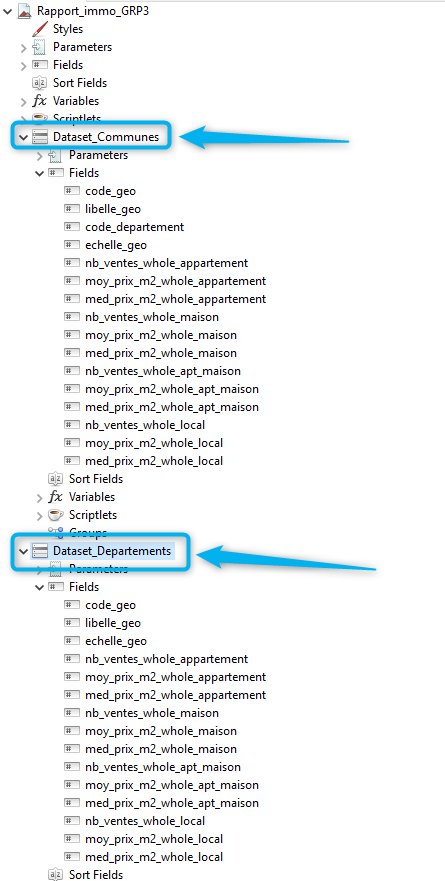 Rapport_immo_GRP3
Styles
Parameters
Fields
Sort Fields
Variables
Scriptlets
Dataset_Communes
Parameters
Fields
code_geo
libelle_geo
code_departement
echelle_geo
nb_ventes_whole_appartement
moy_prix_m2_whole_appartement
med_prix_m2_whole_appartement
nb_ventes_whole_maison
moy_prix_m2_whole_maison
med_prix_m2_whole_maison
nb_ventes_whole_apt_maison
moy_prix_m2_whole_apt_maison
med_prix_m2_whole_apt_maison
nb_ventes_whole_local
moy_prix_m2_whole_local
med_prix_m2_whole_local
Sort Fields
Variables
Scriptlets
Groups
Dataset_Departements
Parameters
Fields
code_geo
libelle_geo
echelle_geo
nb_ventes_whole_appartement
moy_prix_m2_whole_appartement
med_prix_m2_whole_appartement
nb_ventes_whole_maison
moy_prix_m2_whole_maison
med_prix_m2_whole_maison
nb_ventes_whole_apt_maison
moy_prix_m2_whole_apt_maison
med_prix_m2_whole_apt_maison
nb_ventes_whole_local
moy_prix_m2_whole_local
med_prix_m2_whole_local
Sort Fields